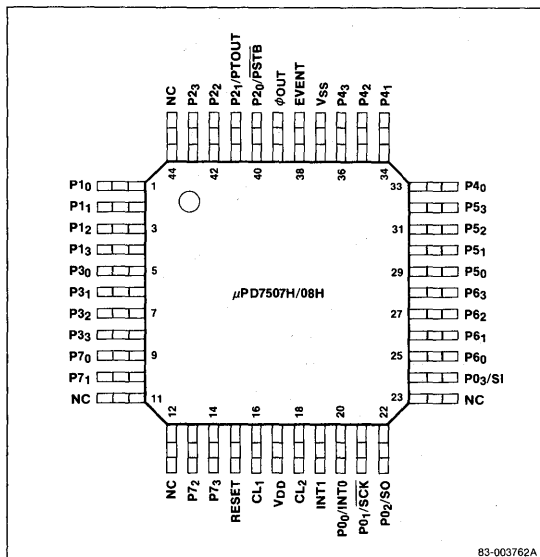 NC
P2₃
P2₂
P2₁/PTOUT
P2₀/PSTB
φOUT
EVENT
VSS
P4₃
P4₂
P4₁
44
42
40
38
36
34
P1₀
1
33
P4₀
P1₁
P5₃
P1₂
3
31
P5₂
P1₃
P5₁
P3₀
5
29
P5₀
P3₁
μPD7507H/08H
P6₃
P3₂
7
27
P6₂
P3₃
P6₁
P7₀
9
25
P6₀
P7₁
P0₃/SI
NC
11
23
NC
12
14
16
18
20
22
NC
P7₂
P7₃
RESET
CL₁
VDD
CL₂
INT1
P0₀/INT0
P0₁/SCK
P0₂/SO
83-003762A